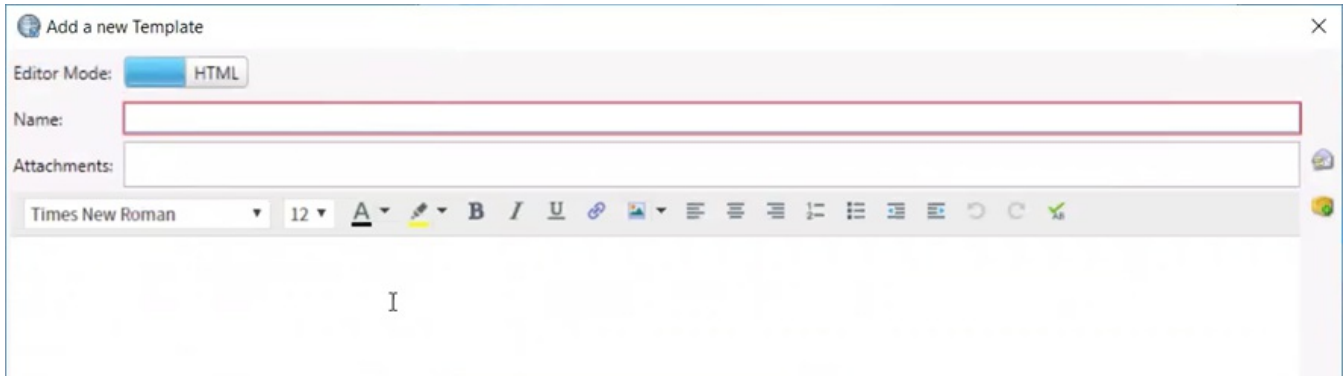 Add a new Template
Editor Mode: HTML
Name:
Attachments:
Times New Roman 12 A B I U